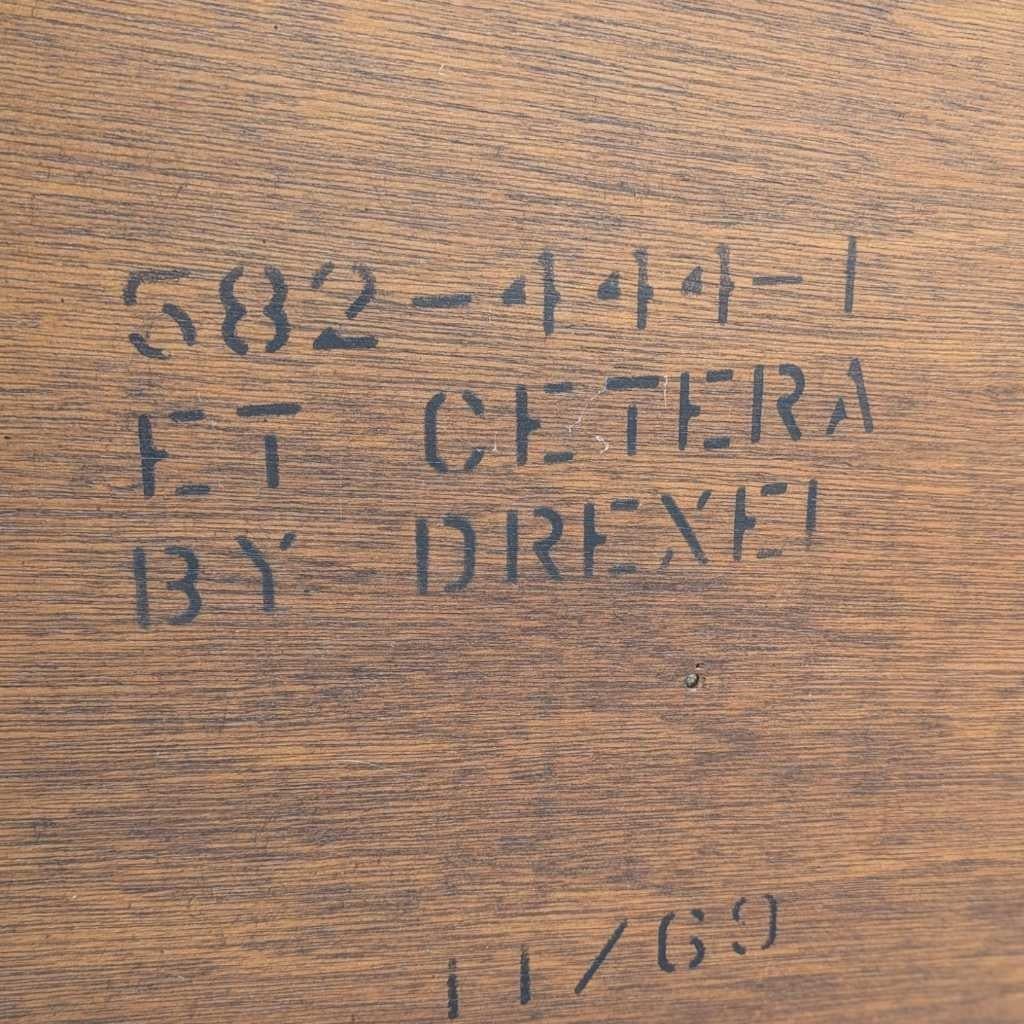 582-444-1
ET CETERA
BY DREXEL
11/69